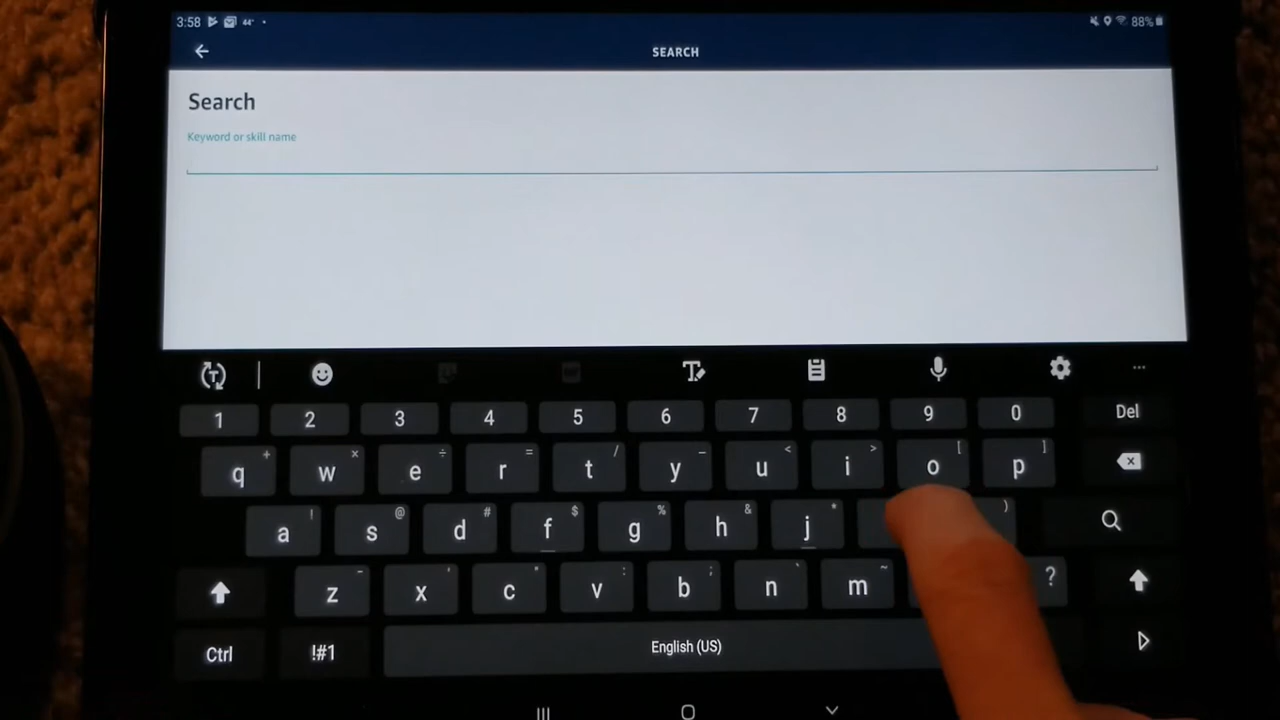 3:58 44° 88%
SEARCH
Search
Keyword or skill name
1 2 3 4 5 6 7 8 9 0 Del
+ × ÷ = / _ < > [ ]
q w e r t y u i o p
! @ # $ % & * )
a s d f g h j
- ' " : ; ` ~
z x c v b n m ?
Ctrl !#1 English (US)